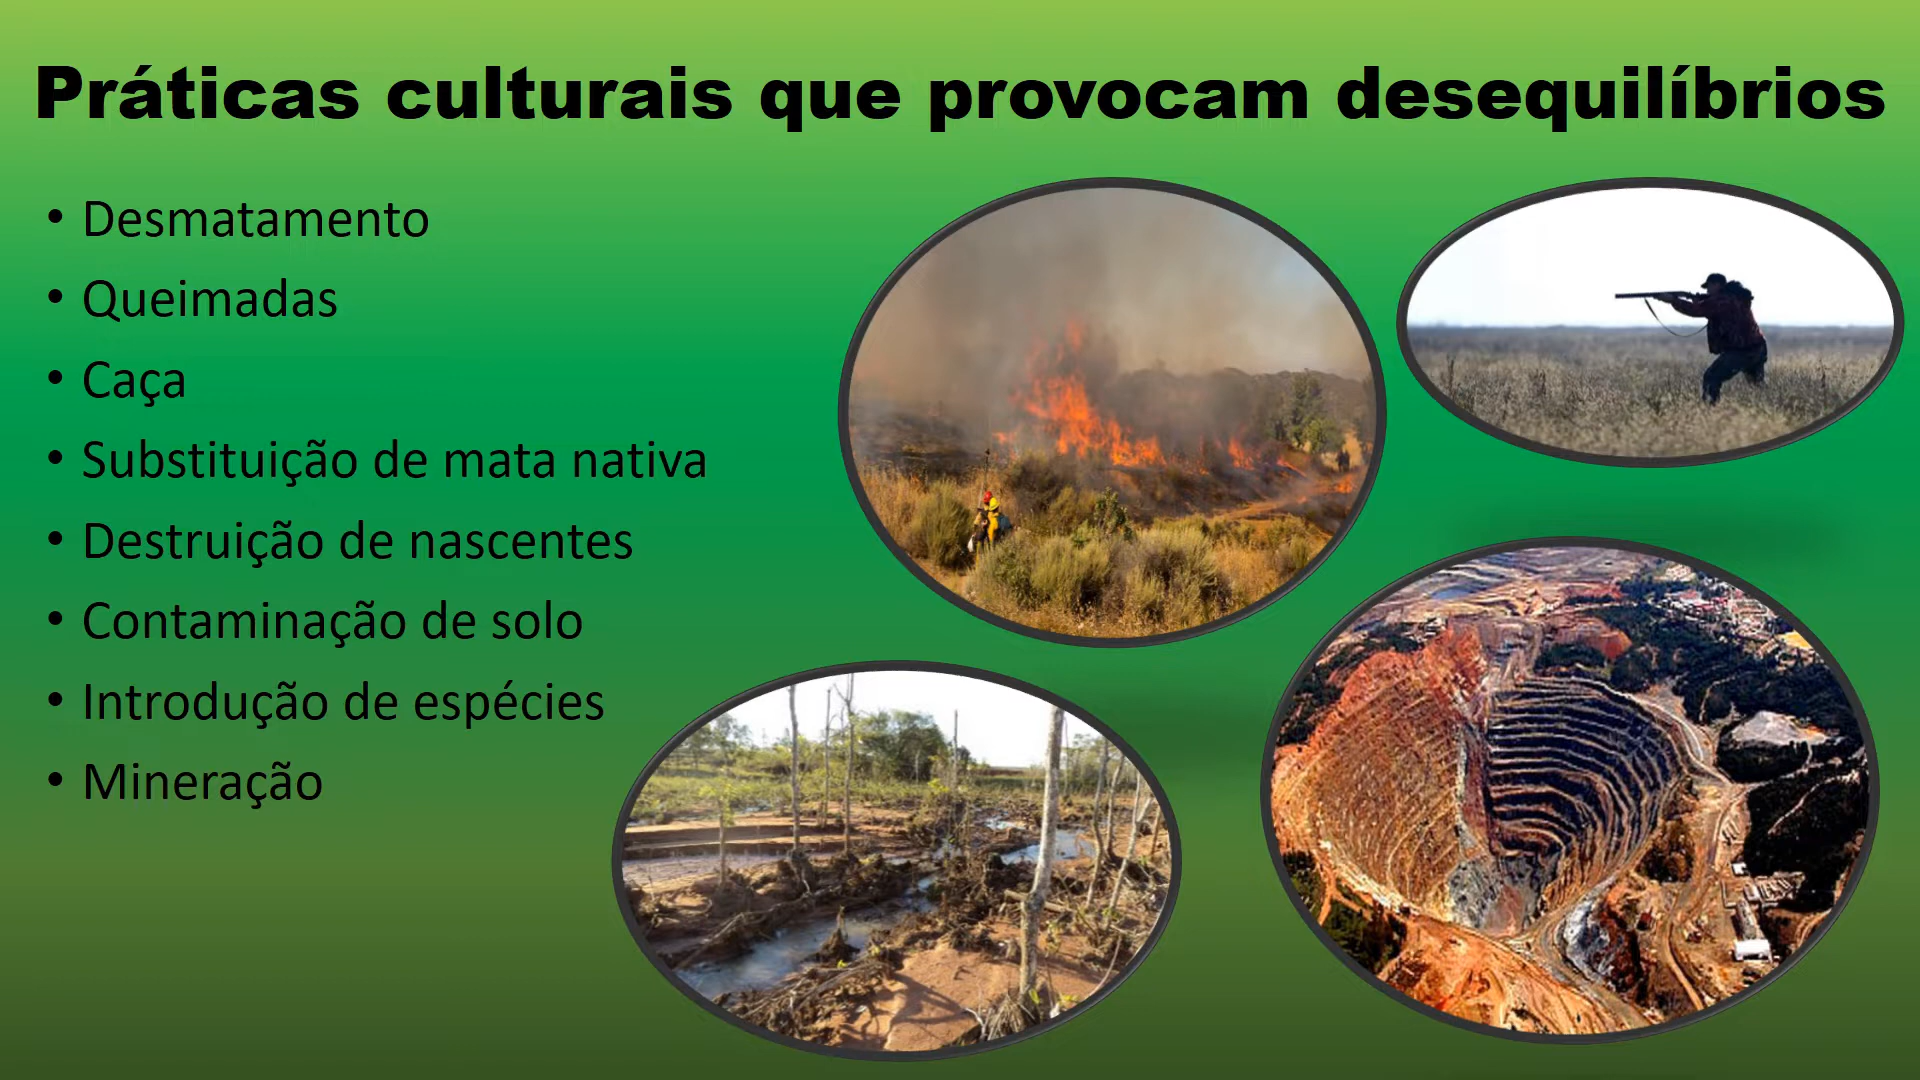 Práticas culturais que provocam desequilíbrios
• Desmatamento
• Queimadas
• Caça
• Substituição de mata nativa
• Destruição de nascentes
• Contaminação de solo
• Introdução de espécies
• Mineração